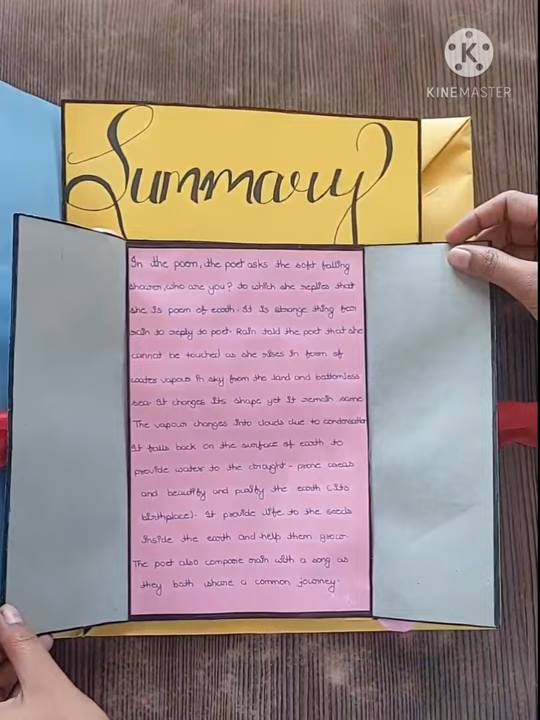 KINEMASTER
Summary
In the poem, the poet asks the soft falling
shower, who are you? to which she replies that
she is poem of earth. It is strange thing for
rain to reply to poet. Rain told the poet that she
cannot be touched as she rises in form of
water vapour in sky from the land and bottomless
sea. It changes its shape yet it remain same
The vapour changes into clouds due to condensation
It falls back on the surface of earth to
provide water to the draught-prone areas
and beautify and purify the earth (its
birthplace). It provide life to the seeds
inside the earth and help them grow.
The poet also compare rain with a song as
they both share a common journey.